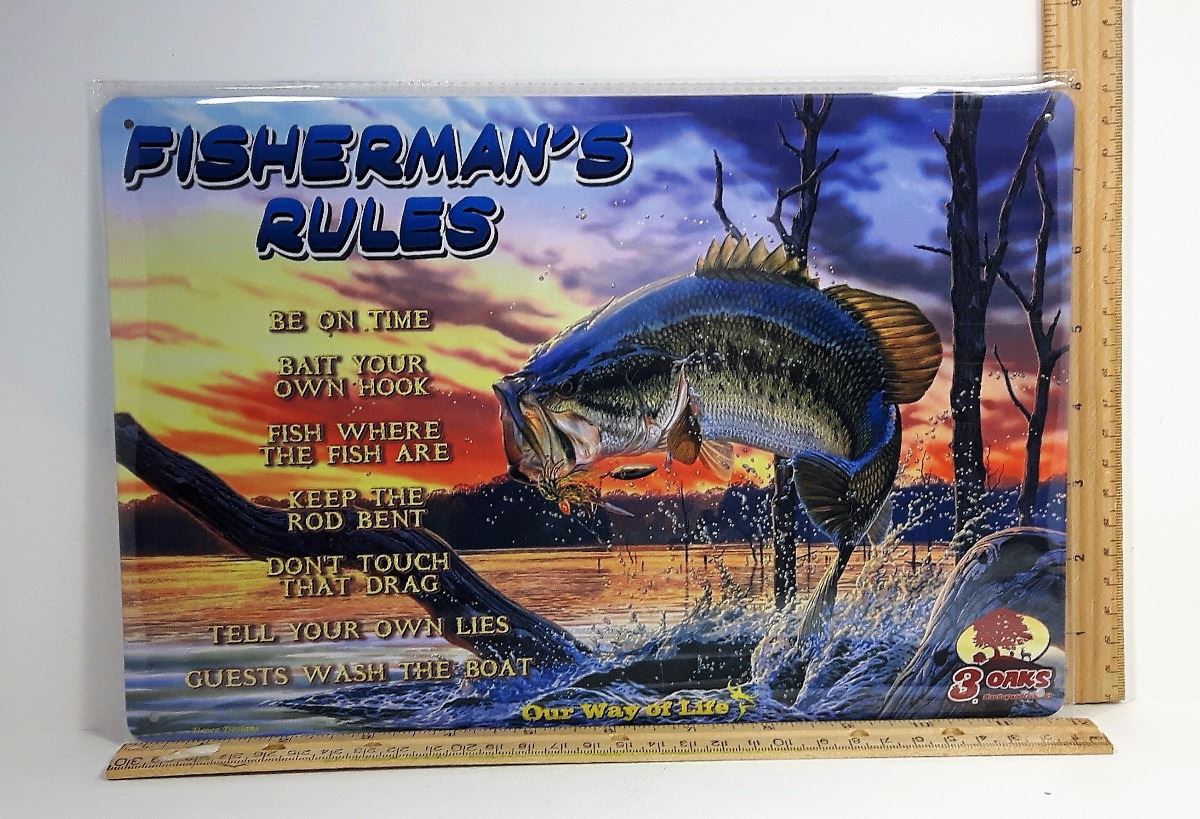 FISHERMAN'S
RULES
BE ON TIME
BAIT YOUR
OWN HOOK
FISH WHERE
THE FISH ARE
KEEP THE
ROD BENT
DON'T TOUCH
THAT DRAG
TELL YOUR OWN LIES
GUESTS WASH THE BOAT
3 OAKS
Our Way of Life